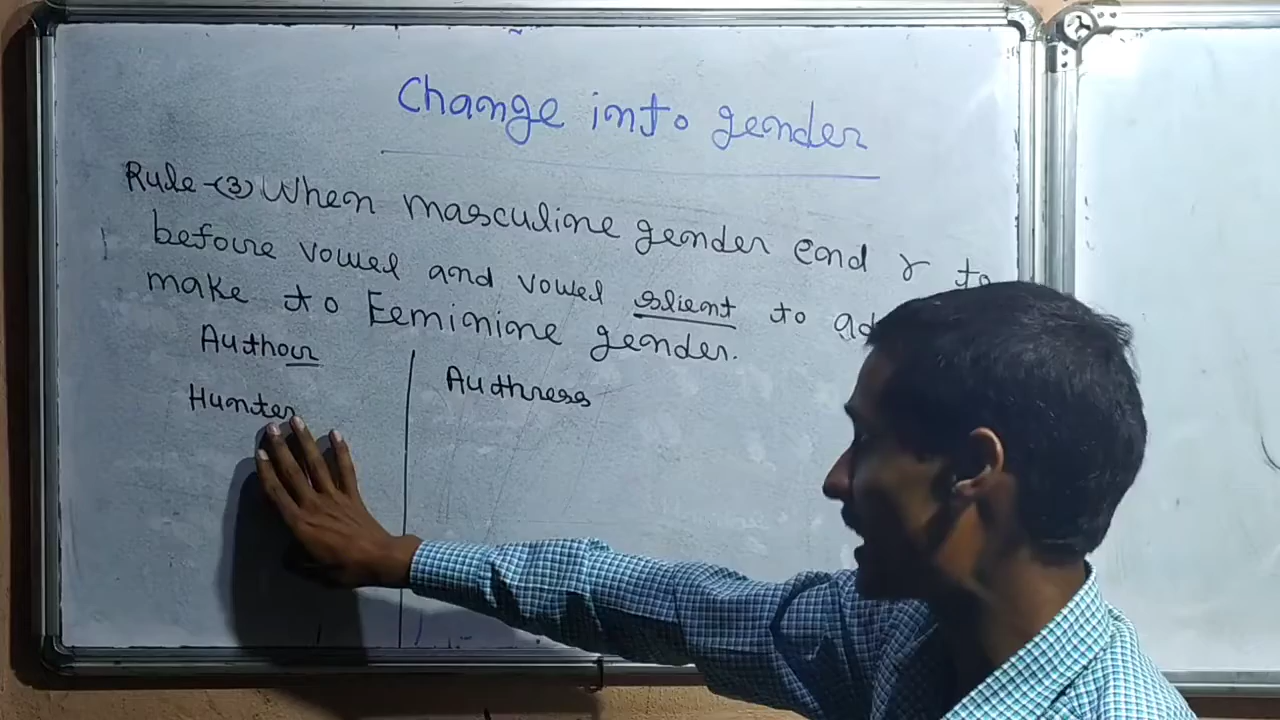 Change into gender
Rule-(3) When masculine gender end r to
before vowel and vowel slient to ad
make to Feminine gender.
Author
Authress
Hunter